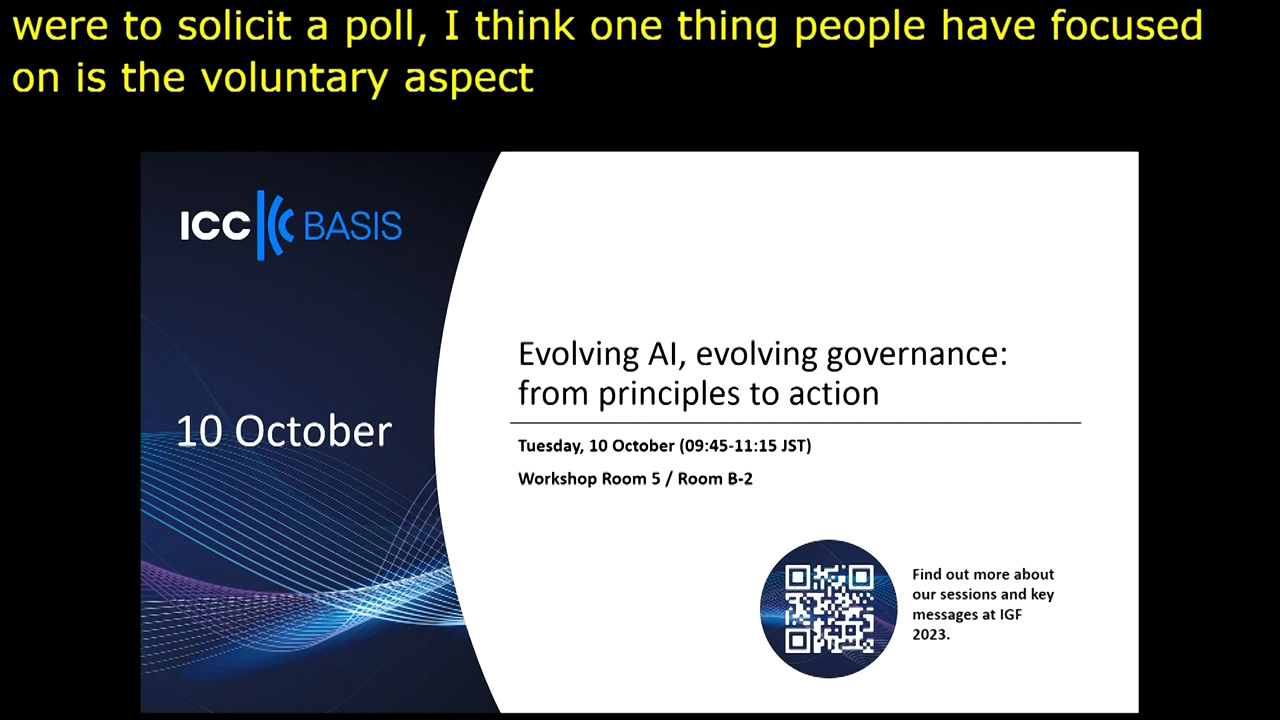 were to solicit a poll, I think one thing people have focused
on is the voluntary aspect
ICC BASIS
10 October
Evolving AI, evolving governance:
from principles to action
Tuesday, 10 October (09:45-11:15 JST)
Workshop Room 5 / Room B-2
Find out more about
our sessions and key
messages at IGF
2023.